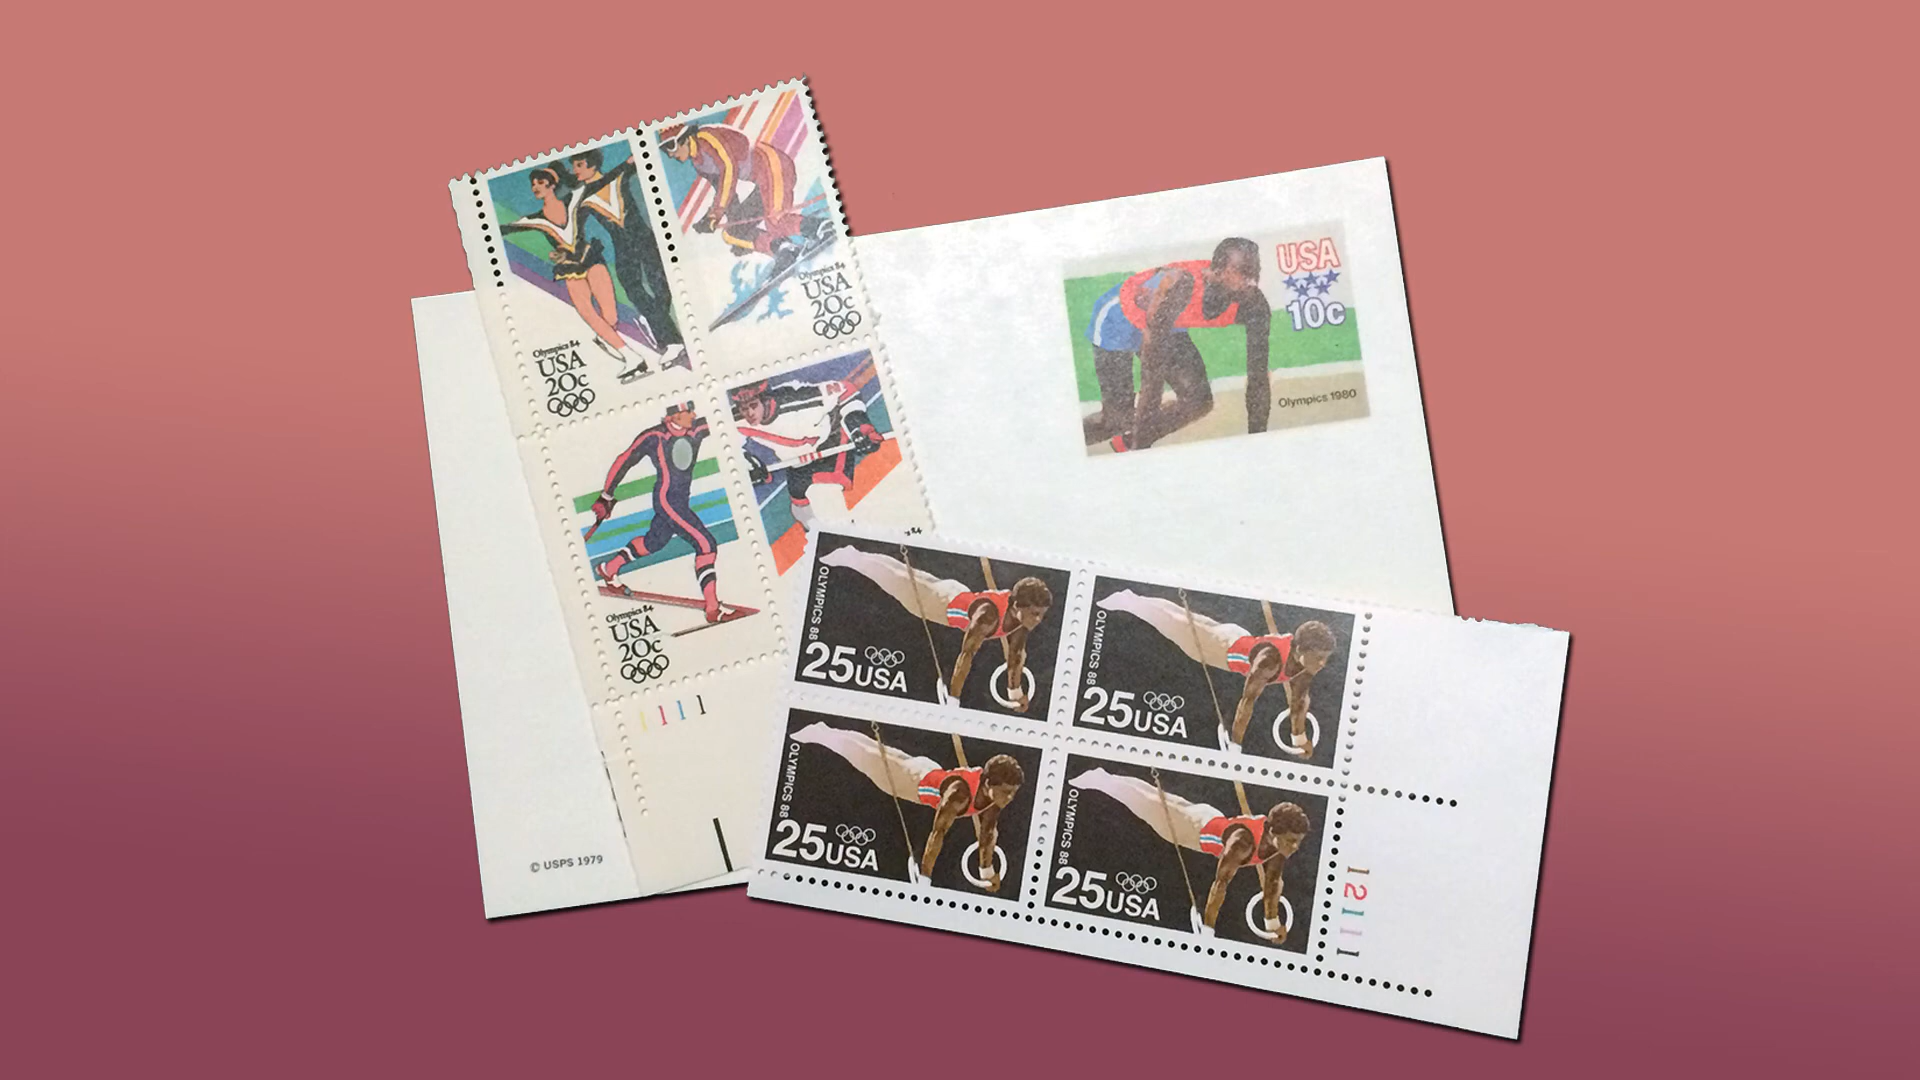 Olympics 84
USA
20c
Olympics 84
USA
20c
Olympics 84
USA
20c
1111
USA
10c
Olympics 1980
© USPS 1979
OLYMPICS 88
25USA
OLYMPICS 88
25USA
OLYMPICS 88
25USA
OLYMPICS 88
25USA
12111